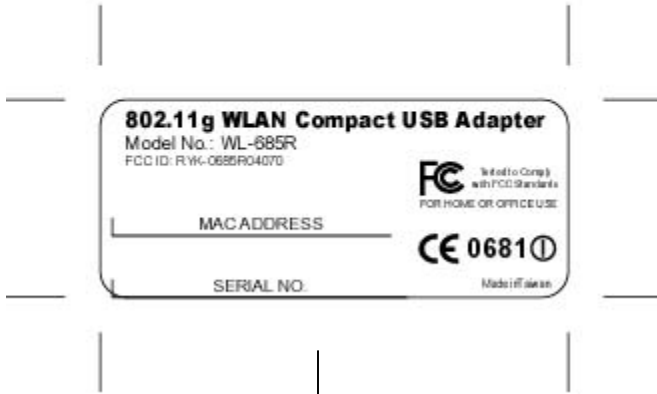 802.11g WLAN Compact USB Adapter
Model No.: WL-685R
FCC ID: RYK-0685R04070
FC Tested to Comply
with FCC Standards
FOR HOME OR OFFICE USE
MAC ADDRESS
CE 0681
SERIAL NO.
Made in Taiwan